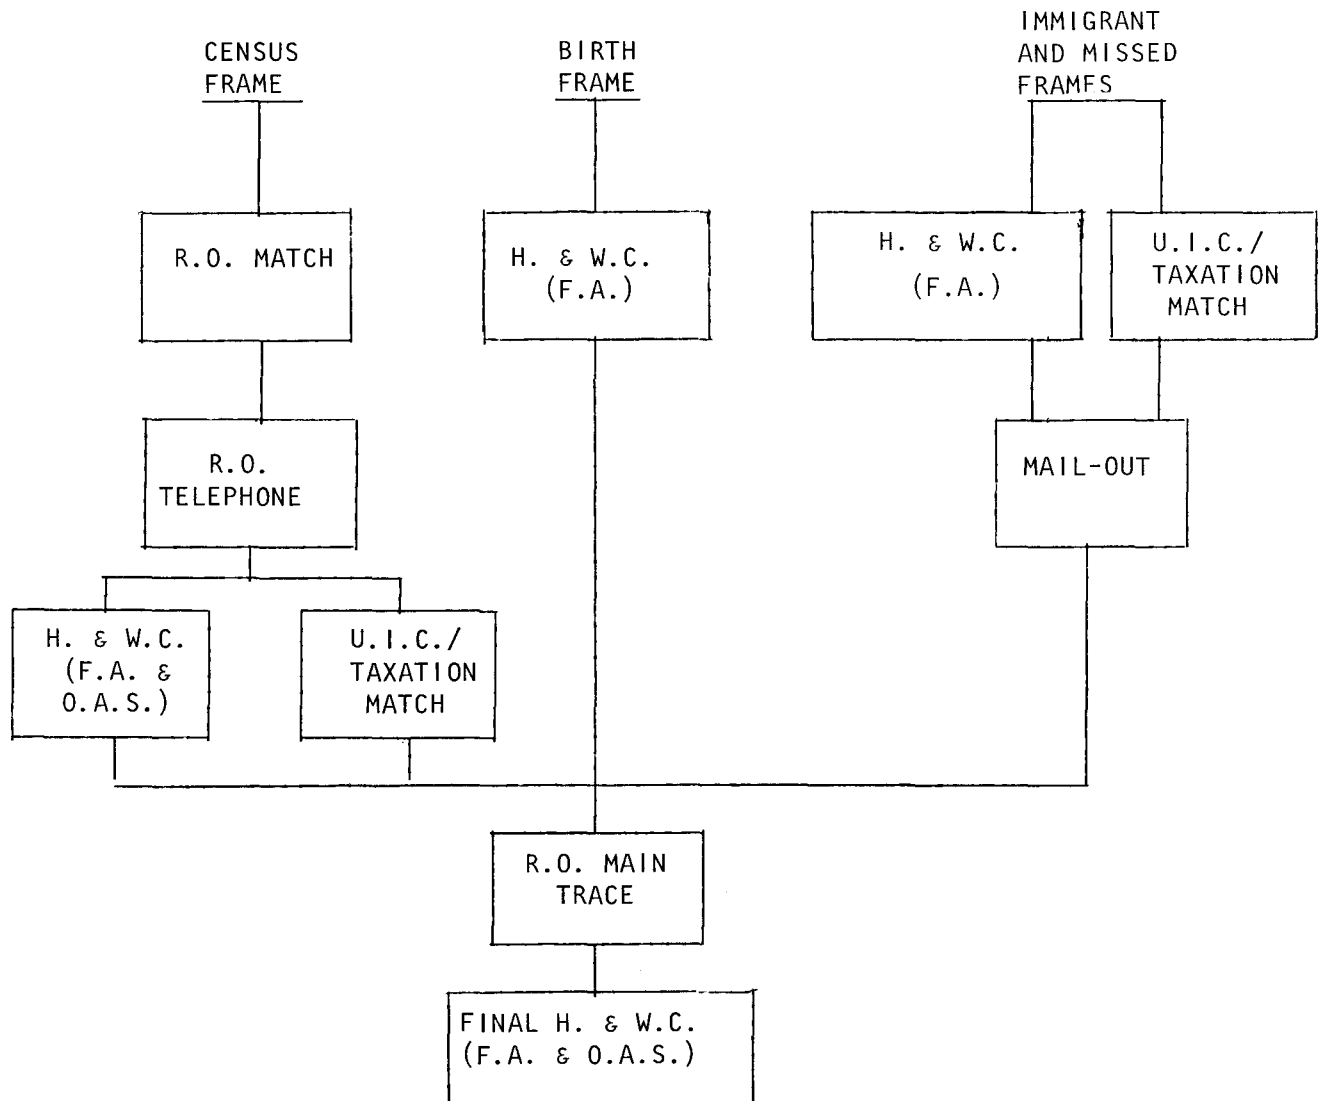 CENSUS
FRAME
BIRTH
FRAME
IMMIGRANT
AND MISSED
FRAMES
R.O. MATCH
H. & W.C.
(F.A.)
H. & W.C.
(F.A.)
U.I.C./
TAXATION
MATCH
R.O.
TELEPHONE
MAIL-OUT
H. & W.C.
(F.A. &
O.A.S.)
U.I.C./
TAXATION
MATCH
R.O. MAIN
TRACE
FINAL H. & W.C.
(F.A. & O.A.S.)